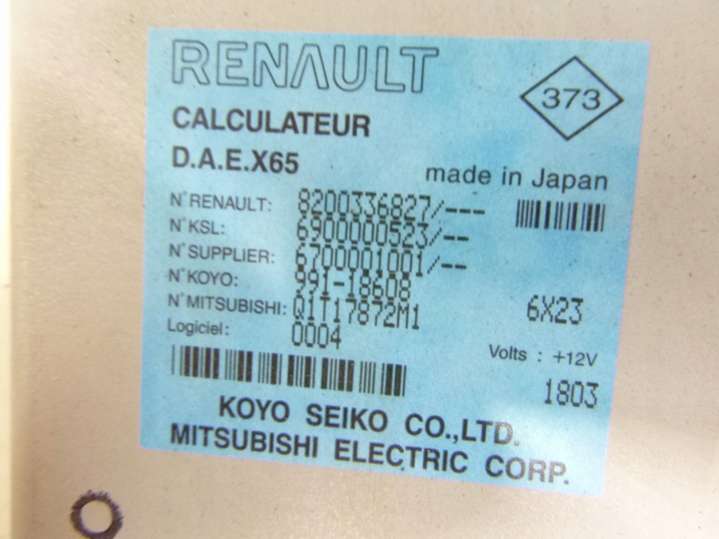 RENAULT
373
CALCULATEUR
D.A.E.X65
made in Japan
N°RENAULT: 8200336827/---
N°KSL: 6900000523/--
N°SUPPLIER: 6700001001/--
N°KOYO: 991-18608
N°MITSUBISHI: Q1T17872M1 6X23
Logiciel: 0004
Volts : +12V
1803
KOYO SEIKO CO.,LTD.
MITSUBISHI ELECTRIC CORP.